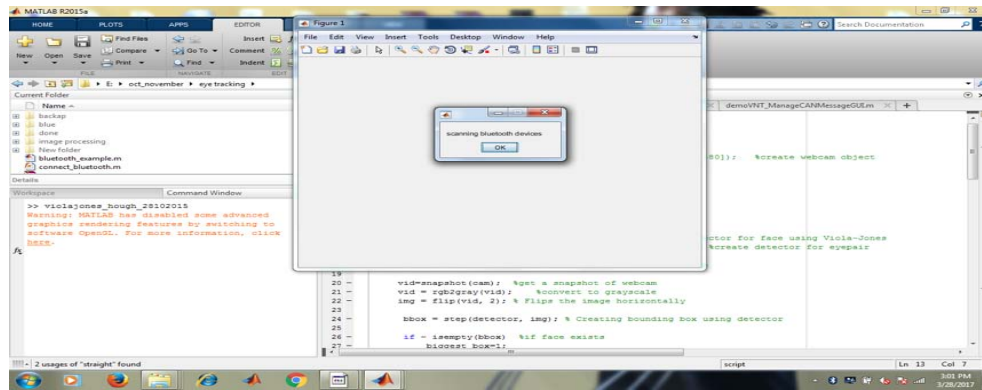 MATLAB R2015a
HOME PLOTS APPS EDITOR
Search Documentation
New Open Save
Find Files
Compare
Print
Go To
Find
Insert
Comment
Indent
FILE NAVIGATE EDIT
E: oct_november eye tracking
Current Folder
Name
backap
blue
done
image processing
New folder
bluetooth_example.m
connect_bluetooth.m
Details
Workspace Command Window
>> violajones_hough_28102015
Warning: MATLAB has disabled some advanced
graphics rendering features by switching to
software OpenGL. For more information, click
here.
fx
Figure 1
File Edit View Insert Tools Desktop Window Help
scanning bluetooth devices
OK
demoVNT_ManageCANMessageGUI.m
80]); %create webcam object
ctor for face using Viola-Jones
%create detector for eyepair
19
20 - vid=snapshot(cam); %get a snapshot of webcam
21 - vid = rgb2gray(vid); %convert to grayscale
22 - img = flip(vid, 2); % Flips the image horizontally
23
24 - bbox = step(detector, img); % Creating bounding box using detector
25
26 - if ~ isempty(bbox) %if face exists
27 - biggest_box=1;
2 usages of "straight" found
script
Ln 13 Col 7
3:01 PM
3/28/2017